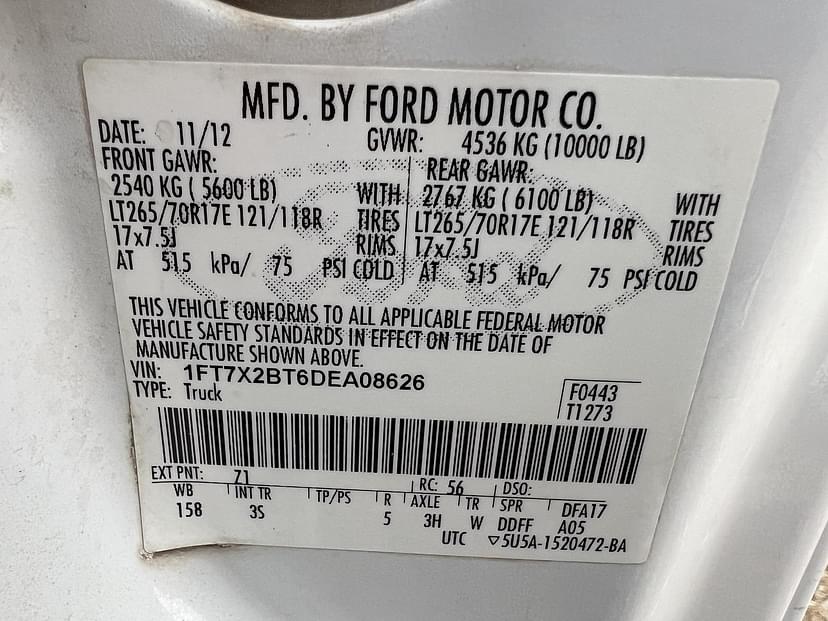 MFD. BY FORD MOTOR CO.
DATE: 11/12 GVWR: 4536 KG (10000 LB)
FRONT GAWR: REAR GAWR:
2540 KG ( 5600 LB) WITH 2767 KG ( 6100 LB) WITH
LT265/70R17E 121/118R TIRES LT265/70R17E 121/118R TIRES
17x7.5J RIMS 17x7.5J RIMS
AT 515 kPa/ 75 PSI COLD AT 515 kPa/ 75 PSI COLD
THIS VEHICLE CONFORMS TO ALL APPLICABLE FEDERAL MOTOR
VEHICLE SAFETY STANDARDS IN EFFECT ON THE DATE OF
MANUFACTURE SHOWN ABOVE.
VIN: 1FT7X2BT6DEA08626
TYPE: Truck
F0443
T1273
EXT PNT: 71 RC: 56 DSO:
WB INT TR TP/PS R AXLE TR SPR DFA17
158 3S 5 3H W DDFF A05
UTC ▽5U5A-1520472-BA